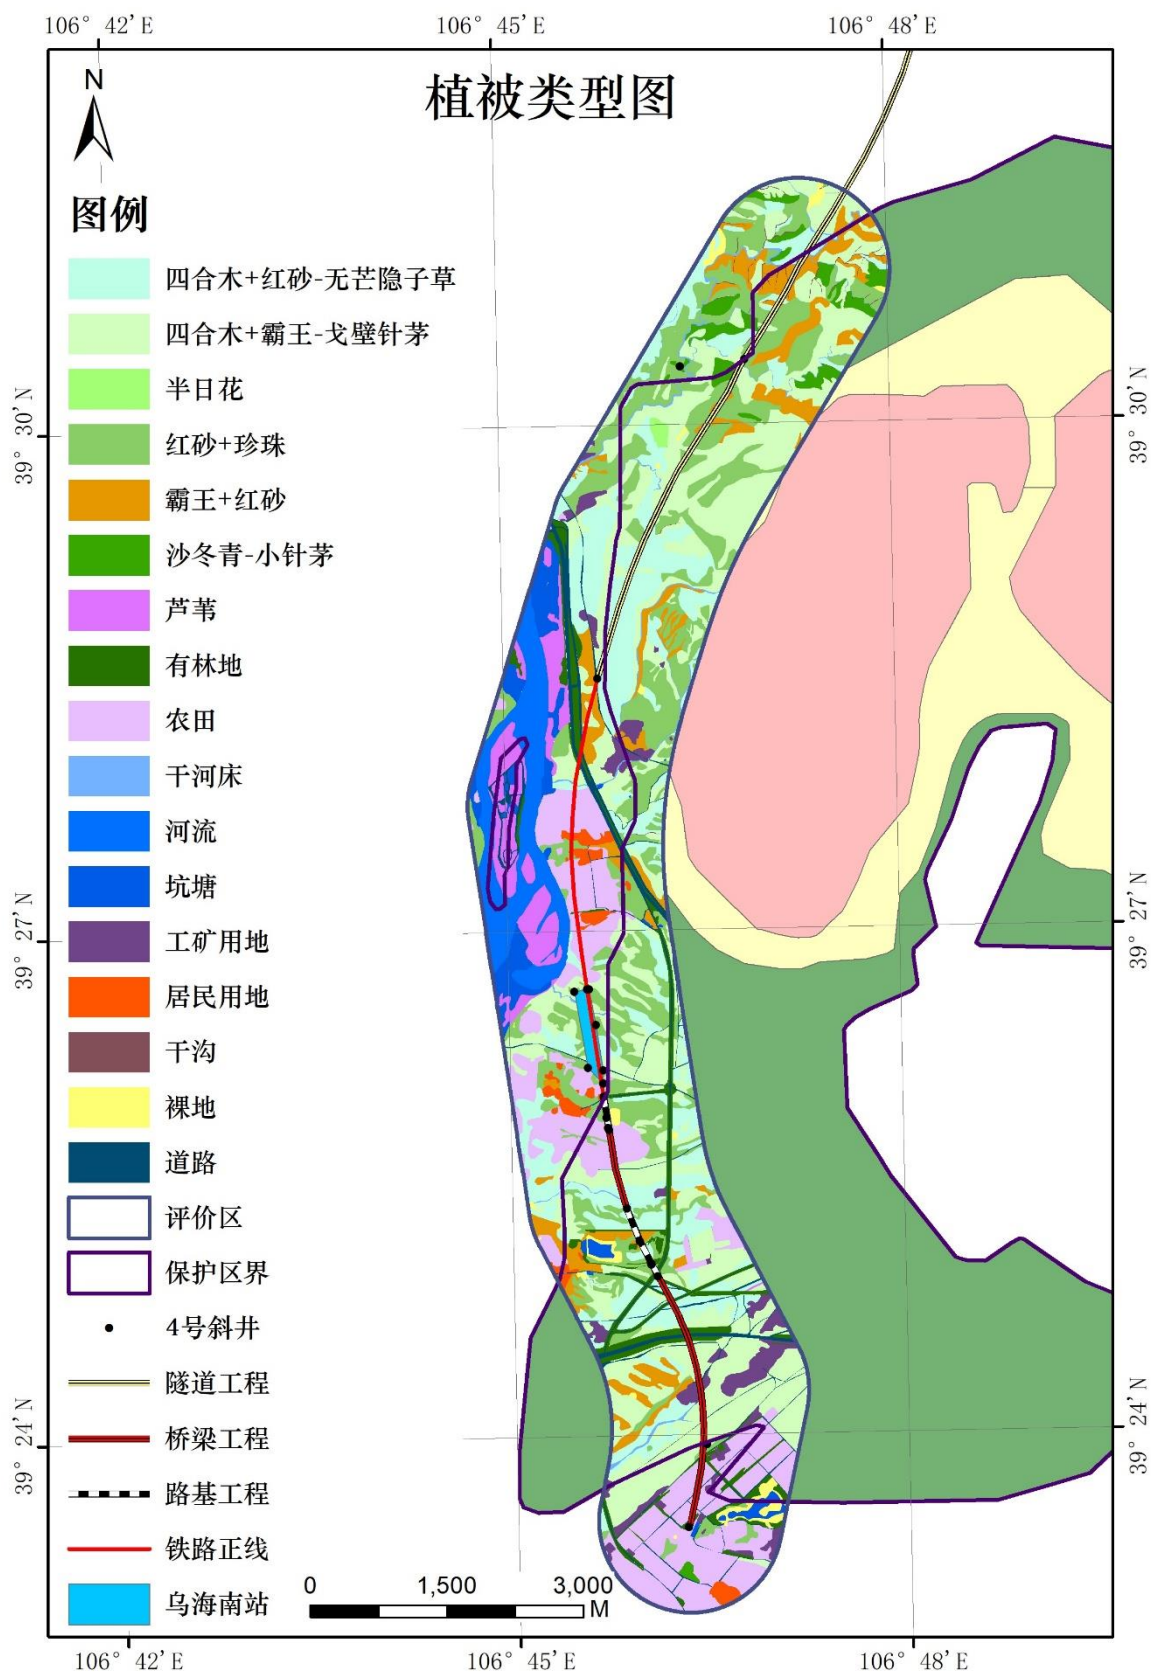 106° 42'E
106° 45'E
106° 48'E
植被类型图
N
图例
四合木+红砂-无芒隐子草
四合木+霸王-戈壁针茅
半日花
红砂+珍珠
霸王+红砂
沙冬青-小针茅
芦苇
有林地
农田
干河床
河流
坑塘
工矿用地
居民用地
干沟
裸地
道路
评价区
保护区界
4号斜井
隧道工程
桥梁工程
路基工程
铁路正线
乌海南站
39° 30'N
39° 27'N
39° 24'N
39° 30'N
39° 27'N
39° 24'N
0 1,500 3,000
M
106° 42'E
106° 45'E
106° 48'E